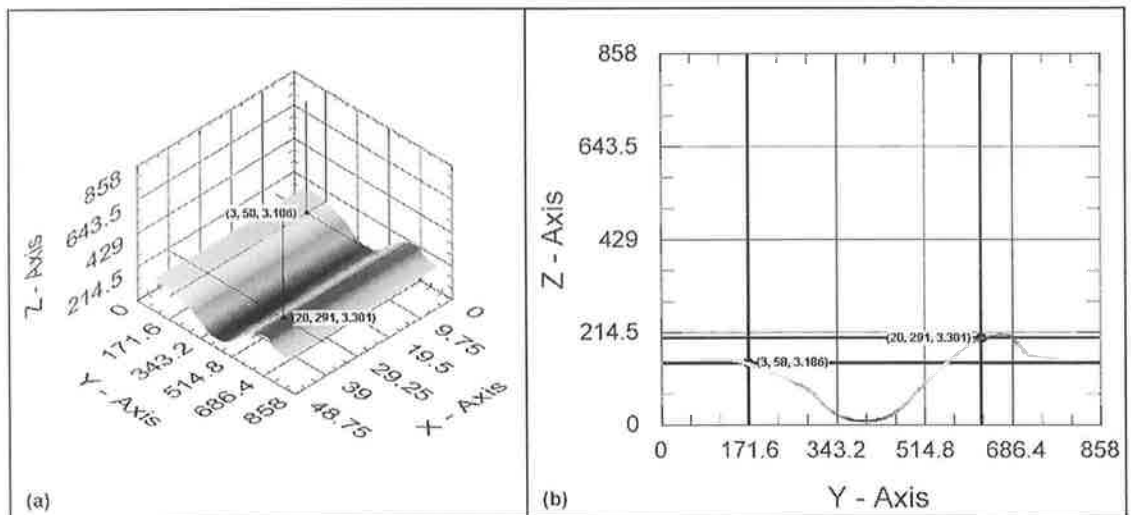 858
643.5
429
214.5
Z - Axis
0
171.6
343.2
514.8
686.4
858
Y - Axis
0
9.75
19.5
29.25
39
48.75
X - Axis
(3, 58, 3.186)
(20, 291, 3.301)
(a)
858
643.5
429
214.5
0
Z - Axis
(20, 291, 3.301)
(3, 58, 3.186)
0 171.6 343.2 514.8 686.4 858
Y - Axis
(b)